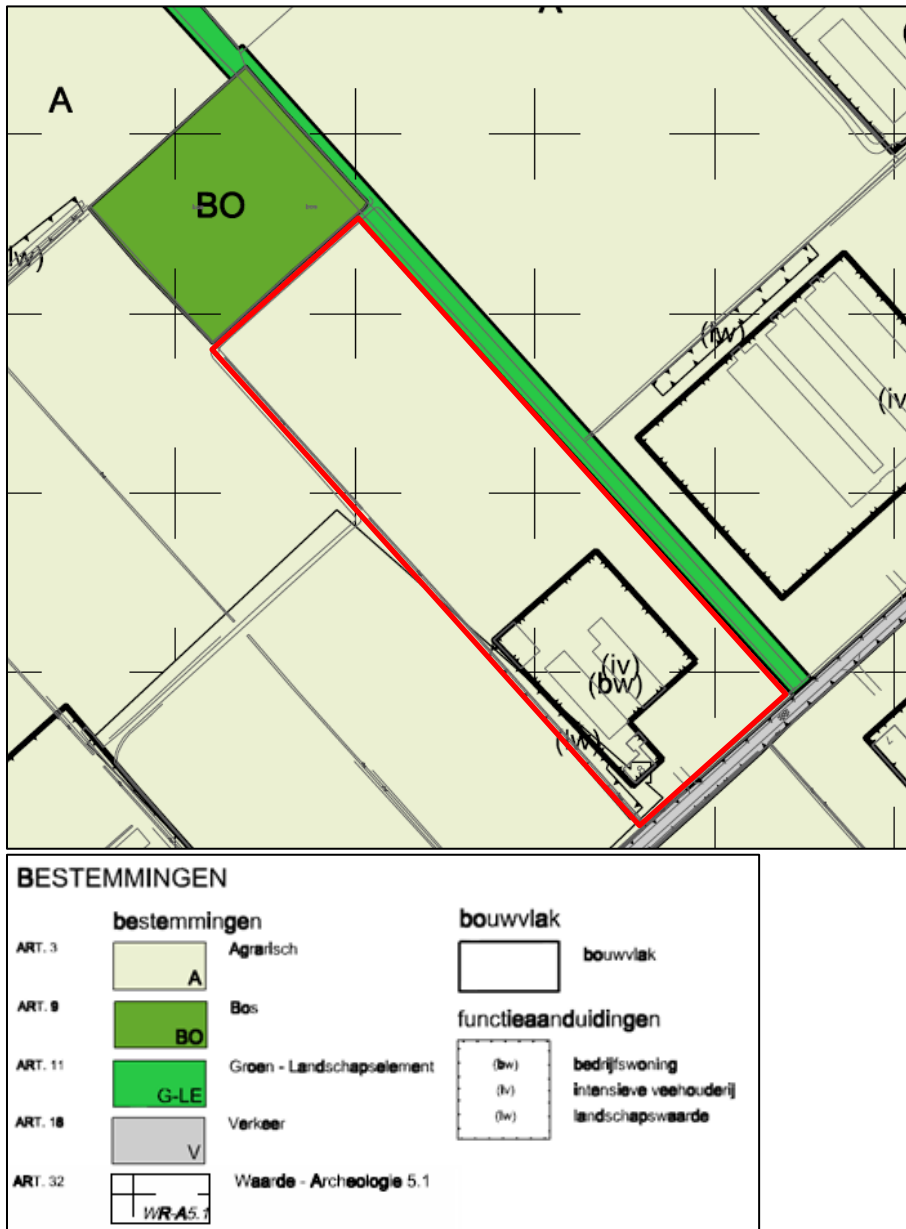 A
A
BO
lw)
(lw)
(iv
(iv)
(bw)
(lw)
BESTEMMINGEN
bestemmingen
bouwvlak
ART. 3
A
Agrarisch
bouwvlak
ART. 9
BO
Bos
functieaanduidingen
ART. 11
G-LE
Groen - Landschapselement
(bw) bedrijfswoning
(iv) intensieve veehouderij
(lw) landschapswaarde
ART. 18
V
Verkeer
ART. 32
WR-A5.1
Waarde - Archeologie 5.1